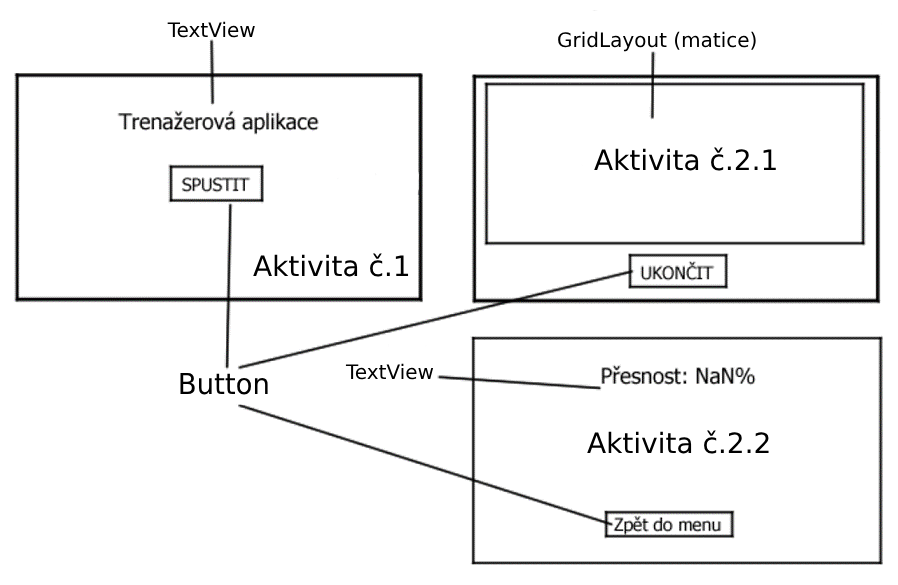 TextView
Trenažerová aplikace
SPUSTIT
Aktivita č.1
GridLayout (matice)
Aktivita č.2.1
UKONČIT
Button
TextView
Přesnost: NaN%
Aktivita č.2.2
Zpět do menu